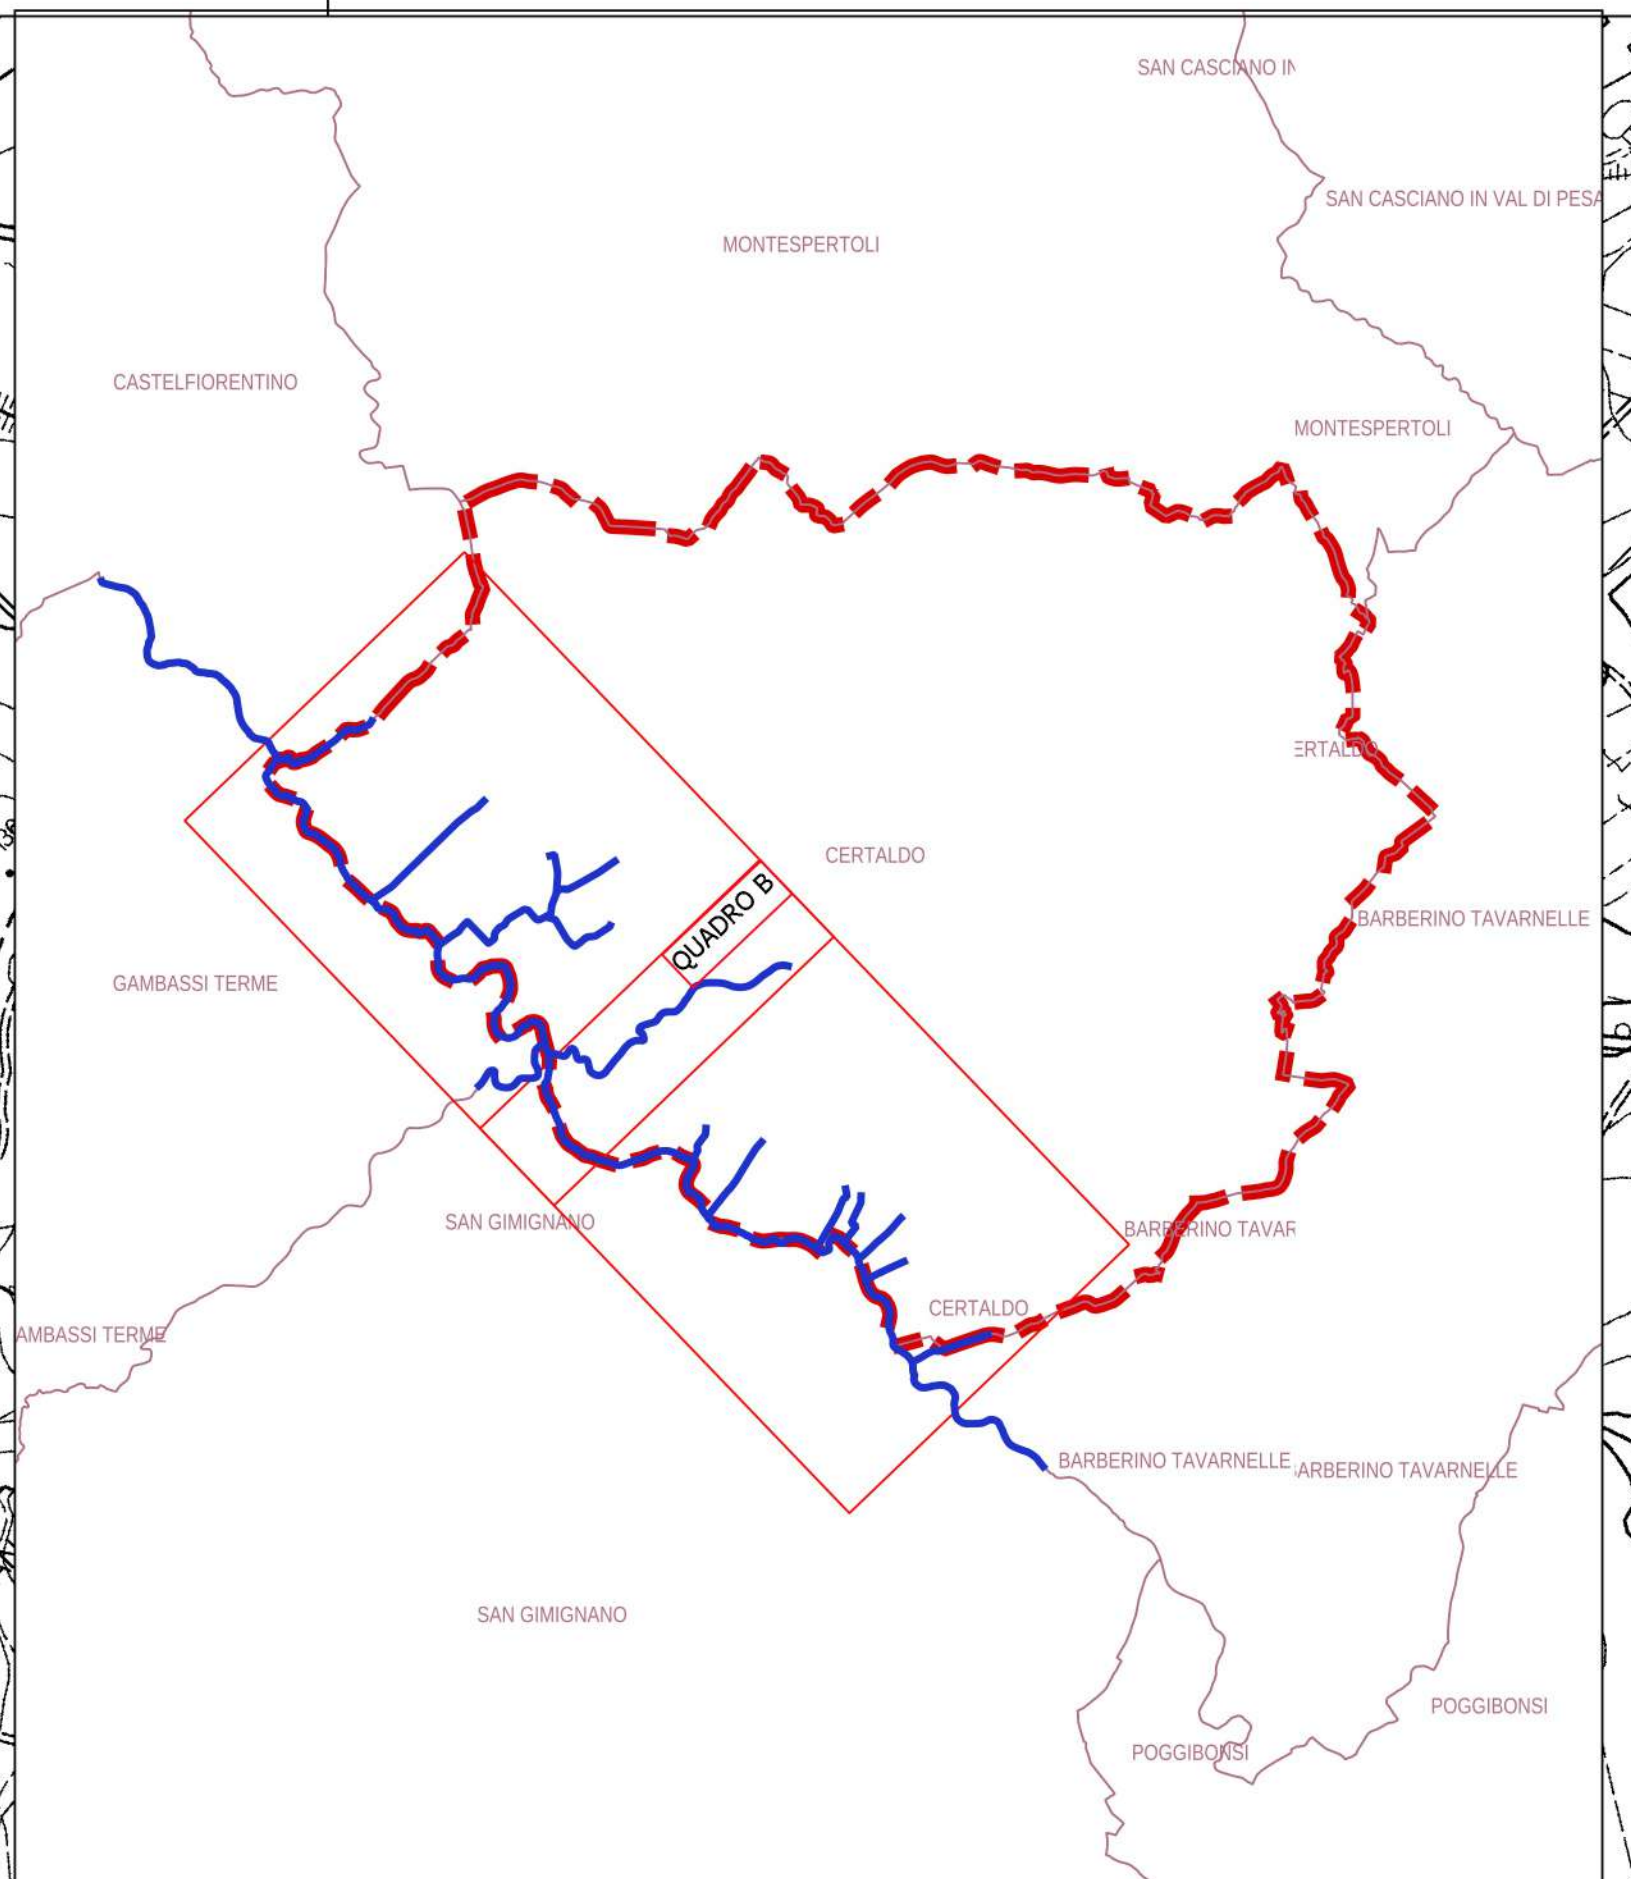 SAN CASCIANO IN
SAN CASCIANO IN VAL DI PESA
MONTESPERTOLI
CASTELFIORENTINO
MONTESPERTOLI
ERTALDO
CERTALDO
QUADRO B
BARBERINO TAVARNELLE
GAMBASSI TERME
SAN GIMIGNANO
BARBERINO TAVAR
CERTALDO
AMBASSI TERME
BARBERINO TAVARNELLE
ARBERINO TAVARNELLE
SAN GIMIGNANO
POGGIBONSI
POGGIBONSI